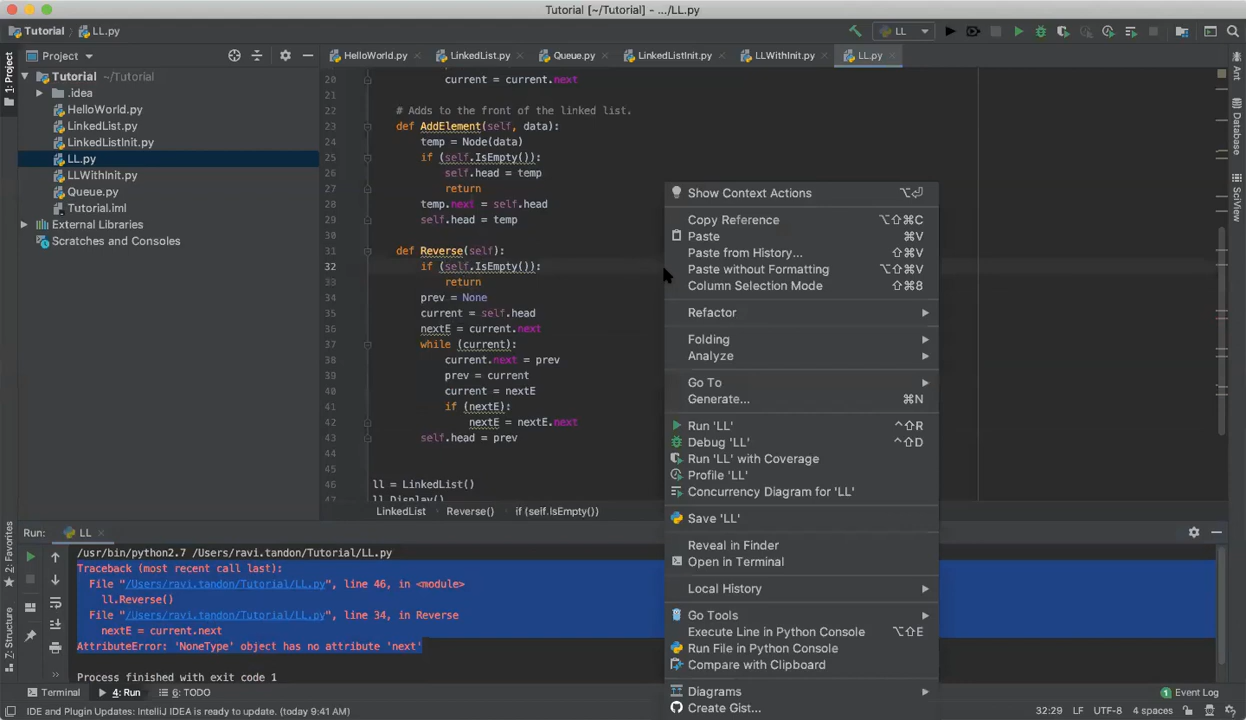 Tutorial [~/Tutorial] - .../LL.py
Tutorial LL.py LL
1: Project
Project
HelloWorld.py LinkedList.py Queue.py LinkedListInit.py LLWithInit.py LL.py
Tutorial ~/Tutorial
.idea
HelloWorld.py
LinkedList.py
LinkedListInit.py
LL.py
LLWithInit.py
Queue.py
Tutorial.iml
External Libraries
Scratches and Consoles
20 current = current.next
21
22 # Adds to the front of the linked list.
23 def AddElement(self, data):
24 temp = Node(data)
25 if (self.IsEmpty()):
26 self.head = temp
27 return
28 temp.next = self.head
29 self.head = temp
30
31 def Reverse(self):
32 if (self.IsEmpty()):
33 return
34 prev = None
35 current = self.head
36 nextE = current.next
37 while (current):
38 current.next = prev
39 prev = current
40 current = nextE
41 if (nextE):
42 nextE = nextE.next
43 self.head = prev
44
45
46 ll = LinkedList()
47 ll.Display()
LinkedList Reverse() if (self.IsEmpty())
Show Context Actions ⌥⏎
Copy Reference ⌥⇧⌘C
Paste ⌘V
Paste from History... ⇧⌘V
Paste without Formatting ⌥⇧⌘V
Column Selection Mode ⇧⌘8
Refactor
Folding
Analyze
Go To
Generate... ⌘N
Run 'LL' ^⇧R
Debug 'LL' ^⇧D
Run 'LL' with Coverage
Profile 'LL'
Concurrency Diagram for 'LL'
Save 'LL'
Reveal in Finder
Open in Terminal
Local History
Go Tools
Execute Line in Python Console ⌥⇧E
Run File in Python Console
Compare with Clipboard
Diagrams
Create Gist...
Ant
Database
SciView
2: Favorites
7: Structure
Run: LL
/usr/bin/python2.7 /Users/ravi.tandon/Tutorial/LL.py
Traceback (most recent call last):
File "/Users/ravi.tandon/Tutorial/LL.py", line 46, in <module>
ll.Reverse()
File "/Users/ravi.tandon/Tutorial/LL.py", line 34, in Reverse
nextE = current.next
AttributeError: 'NoneType' object has no attribute 'next'
Process finished with exit code 1
Terminal 4: Run 6: TODO 1 Event Log
IDE and Plugin Updates: IntelliJ IDEA is ready to update. (today 9:41 AM) 32:29 LF UTF-8 4 spaces